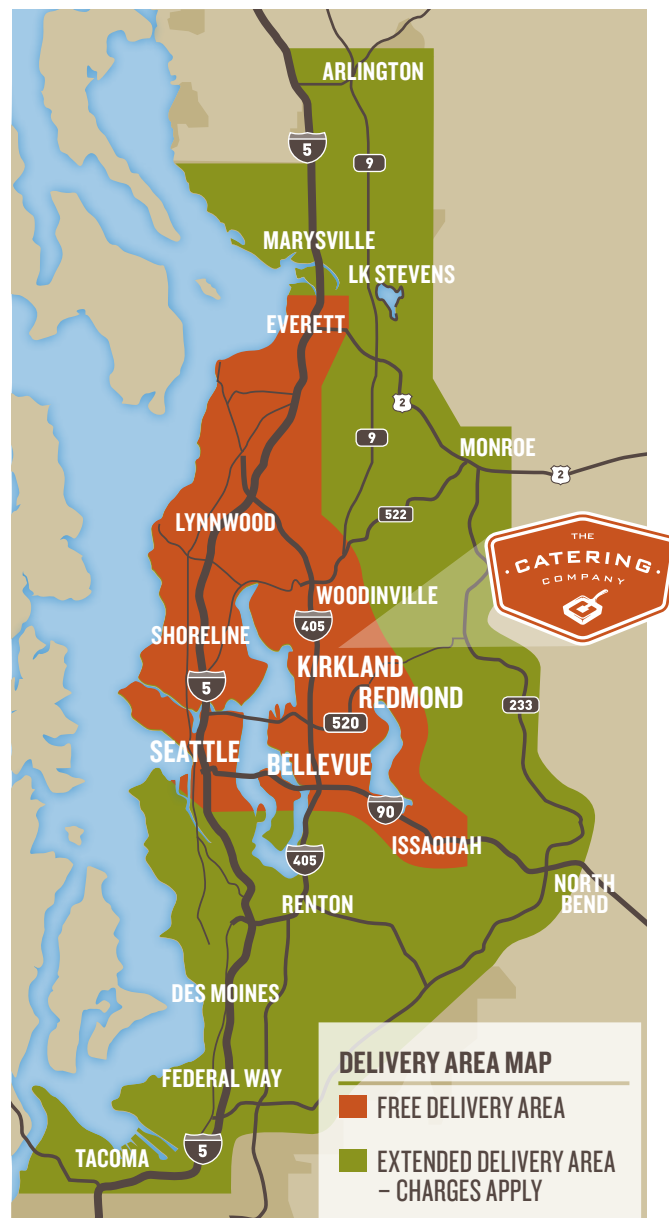 ARLINGTON
5
9
MARYSVILLE
LK STEVENS
EVERETT
2
9
MONROE
2
522
LYNNWOOD
THE
CATERING
COMPANY
WOODINVILLE
405
SHORELINE
KIRKLAND
5
REDMOND
233
520
SEATTLE
BELLEVUE
90
ISSAQUAH
405
NORTH
BEND
RENTON
DES MOINES
FEDERAL WAY
5
TACOMA
DELIVERY AREA MAP
FREE DELIVERY AREA
EXTENDED DELIVERY AREA
– CHARGES APPLY